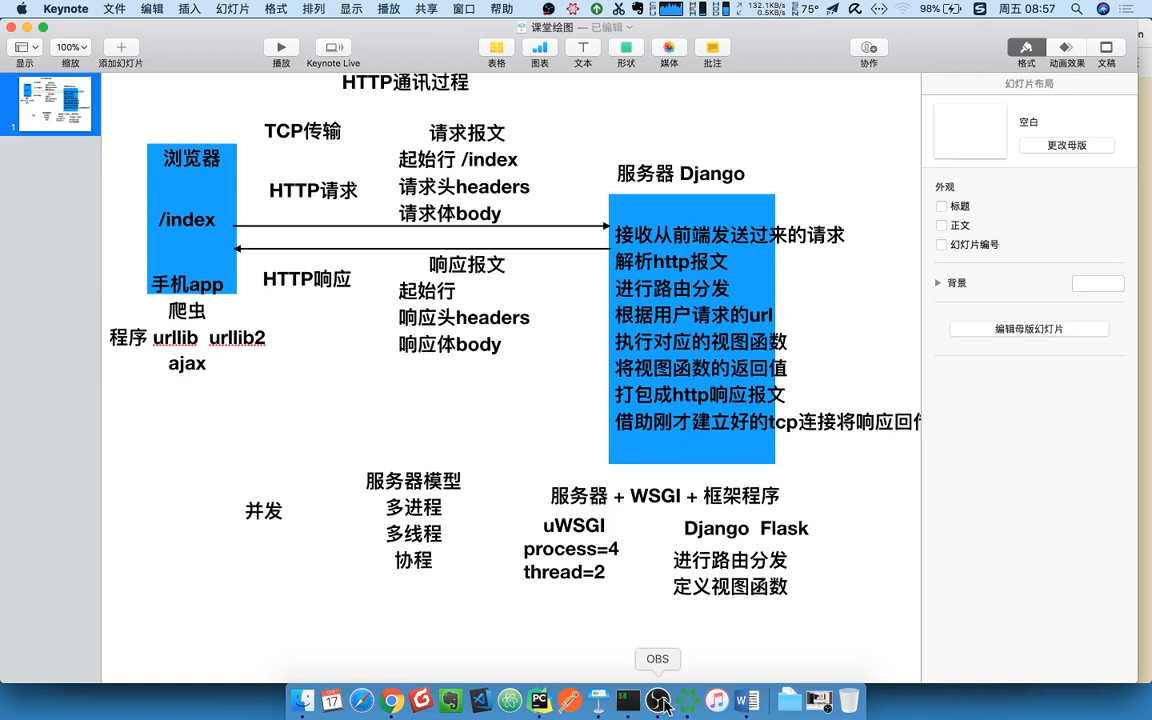 Keynote 文件 编辑 插入 幻灯片 格式 排列 显示 播放 共享 窗口 帮助 132.1KB/s 0.5KB/s 75° 98% 周五 08:57
课堂绘图 — 已编辑
100%
显示 缩放 添加幻灯片 播放 Keynote Live 表格 图表 文本 形状 媒体 批注 协作 格式 动画效果 文稿
1
HTTP通讯过程
TCP传输
请求报文
起始行 /index
请求头headers
请求体body
HTTP请求
浏览器
/index
手机app
爬虫
程序 urllib urllib2
ajax
HTTP响应
响应报文
起始行
响应头headers
响应体body
服务器 Django
接收从前端发送过来的请求
解析http报文
进行路由分发
根据用户请求的url
执行对应的视图函数
将视图函数的返回值
打包成http响应报文
借助刚才建立好的tcp连接将响应回
并发
服务器模型
多进程
多线程
协程
服务器 + WSGI + 框架程序
uWSGI
process=4
thread=2
Django Flask
进行路由分发
定义视图函数
幻灯片布局
空白
更改母版
外观
标题
正文
幻灯片编号
背景
编辑母版幻灯片
OBS
17
PC